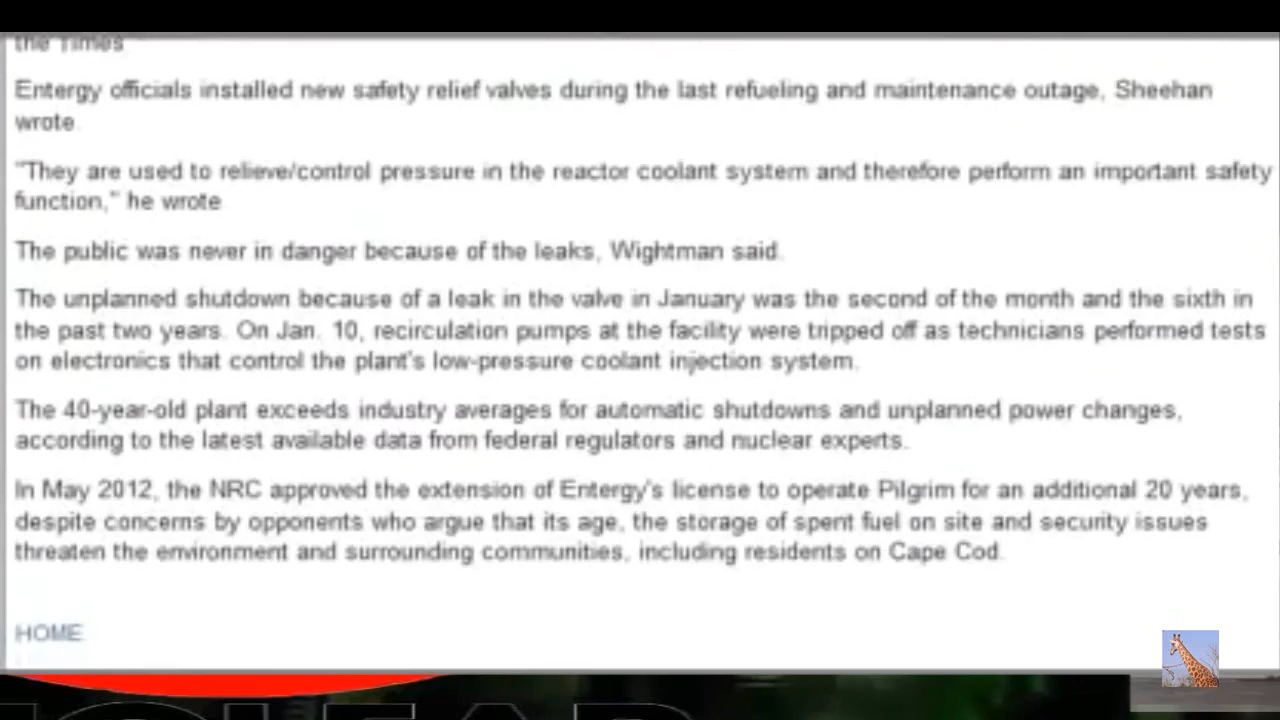 the Times
Entergy officials installed new safety relief valves during the last refueling and maintenance outage, Sheehan
wrote.
"They are used to relieve/control pressure in the reactor coolant system and therefore perform an important safety
function," he wrote
The public was never in danger because of the leaks, Wightman said.
The unplanned shutdown because of a leak in the valve in January was the second of the month and the sixth in
the past two years. On Jan. 10, recirculation pumps at the facility were tripped off as technicians performed tests
on electronics that control the plant's low-pressure coolant injection system.
The 40-year-old plant exceeds industry averages for automatic shutdowns and unplanned power changes,
according to the latest available data from federal regulators and nuclear experts.
In May 2012, the NRC approved the extension of Entergy's license to operate Pilgrim for an additional 20 years,
despite concerns by opponents who argue that its age, the storage of spent fuel on site and security issues
threaten the environment and surrounding communities, including residents on Cape Cod.
HOME